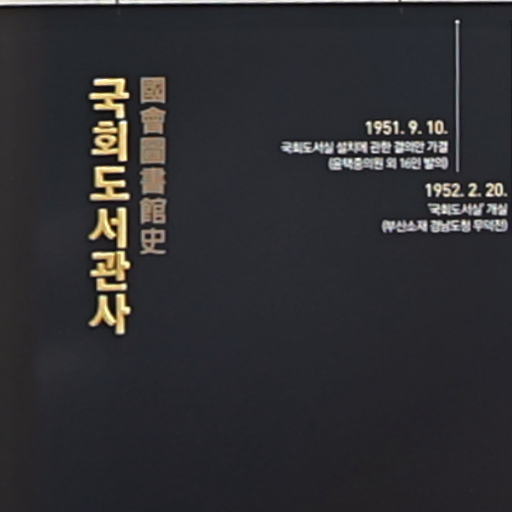 국회도서관사
國會圖書館史
1951. 9. 10.
국회도서실 설치에 관한 결의안 가결
(윤택중의원 외 16인 발의)
1952. 2. 20.
'국회도서실' 개실
(부산소재 경남도청 무덕전)